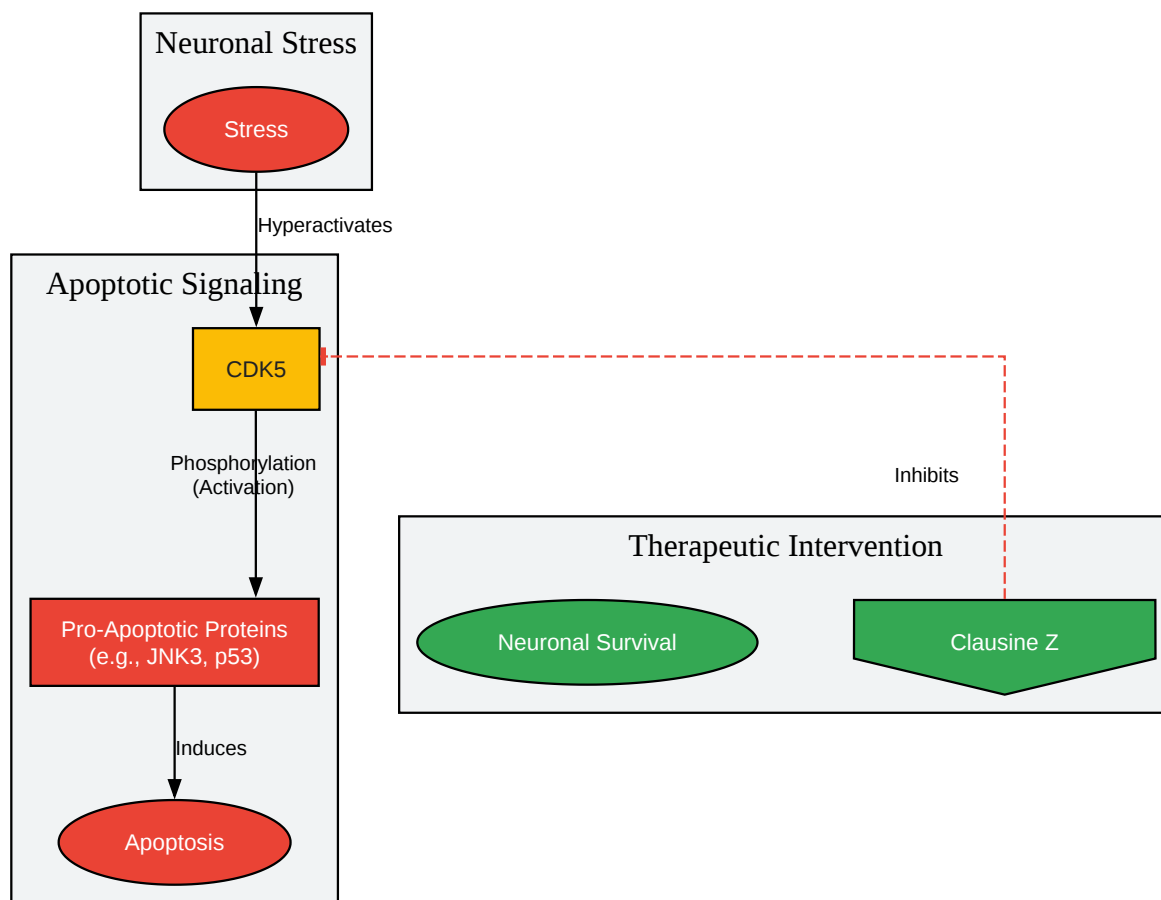 Neuronal Stress
Stress
Hyperactivates
Apoptotic Signaling
CDK5
Phosphorylation
(Activation)
Inhibits
Therapeutic Intervention
Pro-Apoptotic Proteins
(e.g., JNK3, p53)
Neuronal Survival
Clausine Z
Induces
Apoptosis